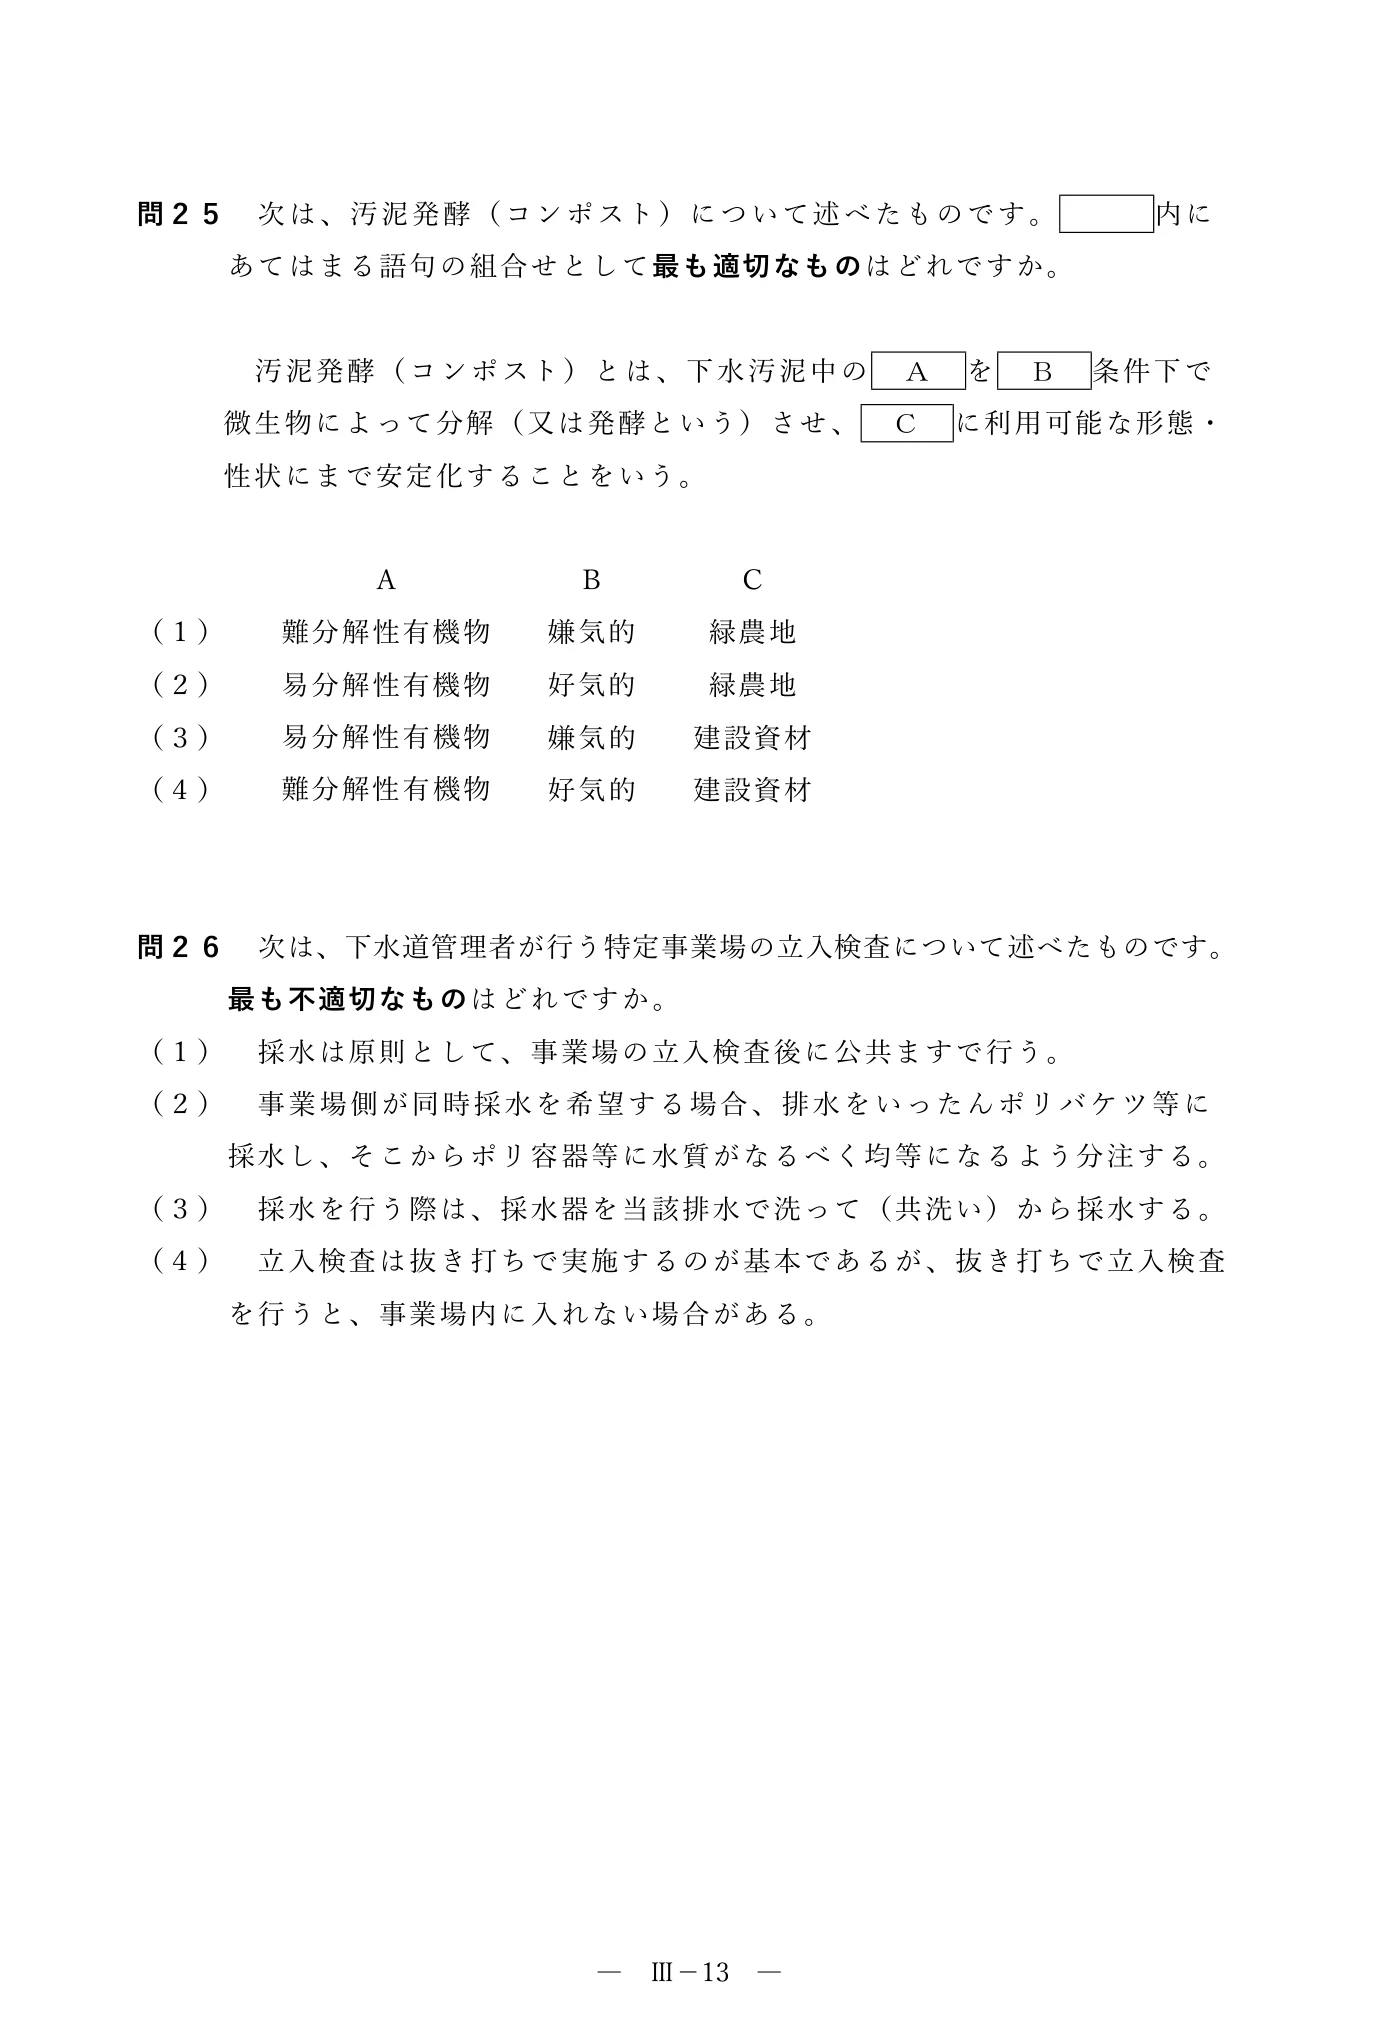 問２５　次は、汚泥発酵（コンポスト）について述べたものです。　　　内に
あてはまる語句の組合せとして最も適切なものはどれですか。
汚泥発酵（コンポスト）とは、下水汚泥中の A を B 条件下で
微生物によって分解（又は発酵という）させ、 C に利用可能な形態・
性状にまで安定化することをいう。
A　B　C
（１）　難分解性有機物　嫌気的　緑農地
（２）　易分解性有機物　好気的　緑農地
（３）　易分解性有機物　嫌気的　建設資材
（４）　難分解性有機物　好気的　建設資材
問２６　次は、下水道管理者が行う特定事業場の立入検査について述べたものです。
最も不適切なものはどれですか。
（１）　採水は原則として、事業場の立入検査後に公共ますで行う。
（２）　事業場側が同時採水を希望する場合、排水をいったんポリバケツ等に
採水し、そこからポリ容器等に水質がなるべく均等になるよう分注する。
（３）　採水を行う際は、採水器を当該排水で洗って（共洗い）から採水する。
（４）　立入検査は抜き打ちで実施するのが基本であるが、抜き打ちで立入検査
を行うと、事業場内に入れない場合がある。
―　Ⅲ－13　―